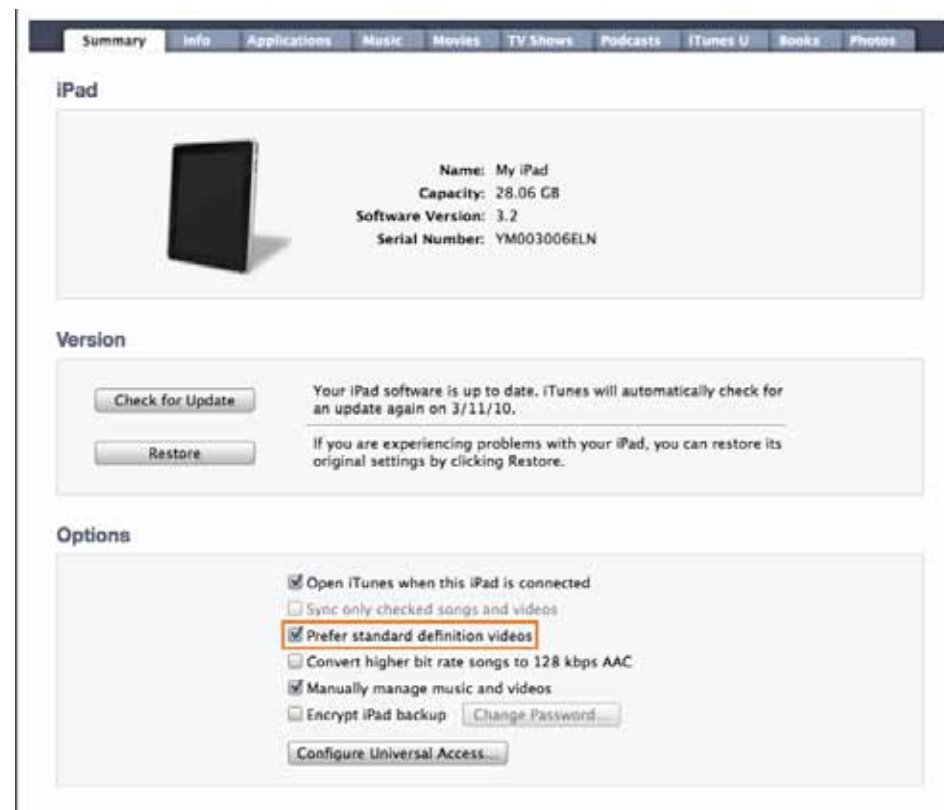 Summary Info Applications Music Movies TV Shows Podcasts iTunes U Books Photos
iPad
Name: My iPad
Capacity: 28.06 GB
Software Version: 3.2
Serial Number: YM003006ELN
Version
Check for Update
Your iPad software is up to date. iTunes will automatically check for
an update again on 3/11/10.
Restore
If you are experiencing problems with your iPad, you can restore its
original settings by clicking Restore.
Options
Open iTunes when this iPad is connected
Sync only checked songs and videos
Prefer standard definition videos
Convert higher bit rate songs to 128 kbps AAC
Manually manage music and videos
Encrypt iPad backup Change Password...
Configure Universal Access...